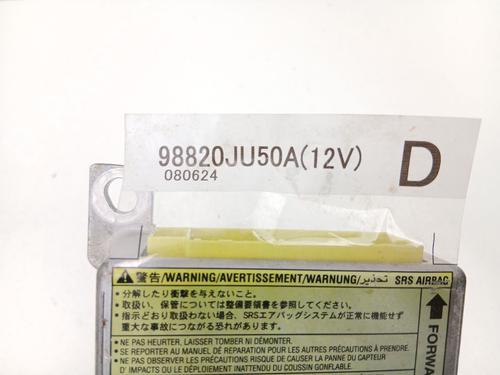 98820JU50A(12V)
080624
D
警告/WARNING/AVERTISSEMENT/WARNUNG/تحذير SRS AIRBAG
• 分解したり衝撃を与えないこと。
• 取扱い、保管については整備要領書を参照してください。
• 指示どおり取扱わない場合、SRSエアバッグシステムが正常に機能せず
重大な事故につながる恐れがあります。
• NE PAS HEURTER, LAISSER TOMBER NI DÉMONTER.
• SE REPORTER AU MANUEL DE RÉPARATION POUR LES AUTRES PRÉCAUTIONS À PRENDRE.
• NE PAS OBSERVER LES PRÉCAUTIONS RISQUE DE CAUSER LA PANNE DU CAPTEUR
D' IMPACTS OU LE DÉPLOIEMENT INATTENDU DU COUSSIN GONFLABLE.
FORWA